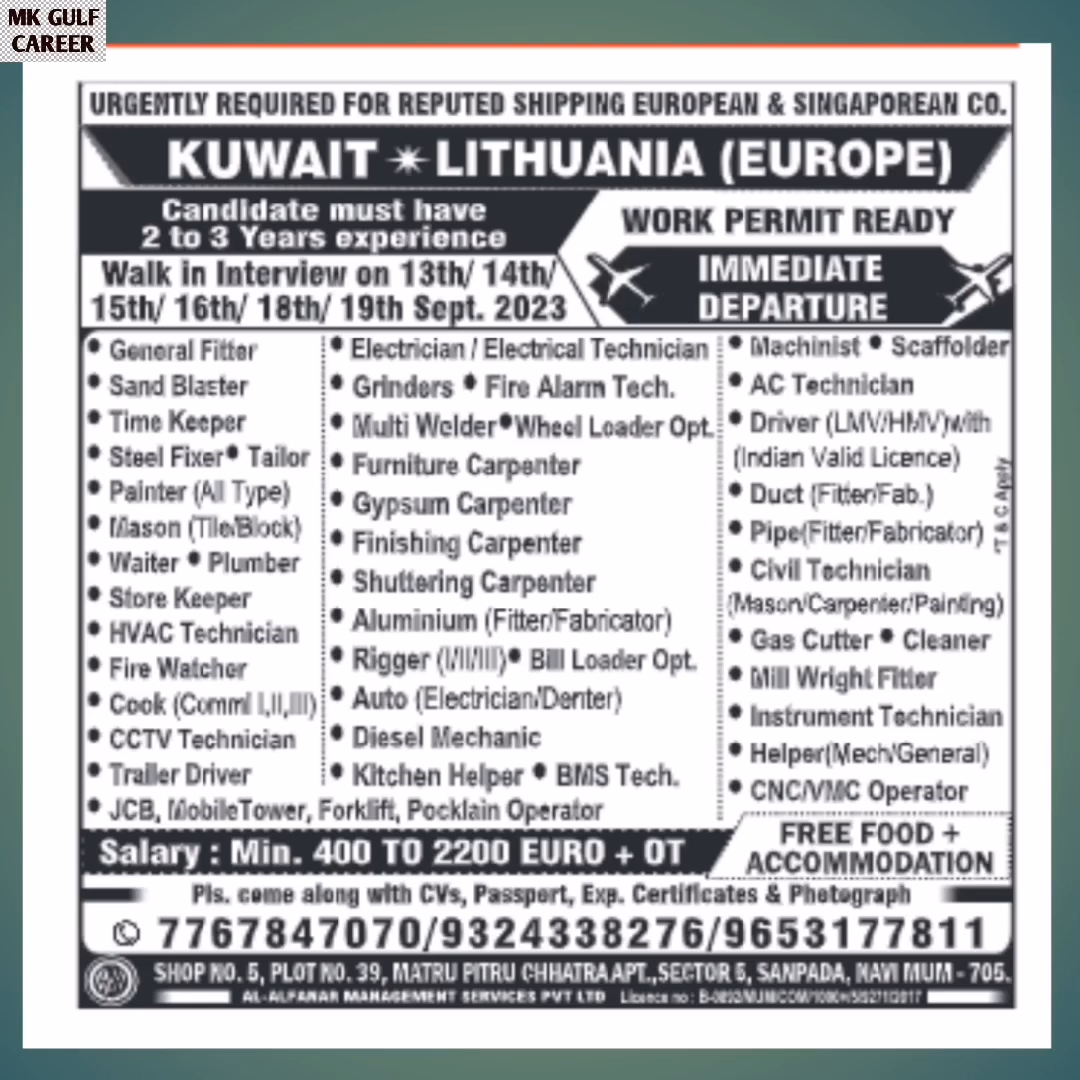 MK GULF
CAREER
URGENTLY REQUIRED FOR REPUTED SHIPPING EUROPEAN & SINGAPOREAN CO.
KUWAIT LITHUANIA (EUROPE)
Candidate must have
2 to 3 Years experience
WORK PERMIT READY
Walk in Interview on 13th/ 14th/
15th/ 16th/ 18th/ 19th Sept. 2023
IMMEDIATE
DEPARTURE
• General Fitter
• Sand Blaster
• Time Keeper
• Steel Fixer • Tailor
• Painter (All Type)
• Mason (Tile/Block)
• Waiter • Plumber
• Store Keeper
• HVAC Technician
• Fire Watcher
• Cook (Commi I,II,III)
• CCTV Technician
• Trailer Driver
• JCB, MobileTower, Forklift, Pocklain Operator
• Electrician / Electrical Technician
• Grinders • Fire Alarm Tech.
• Multi Welder • Wheel Loader Opt.
• Furniture Carpenter
• Gypsum Carpenter
• Finishing Carpenter
• Shuttering Carpenter
• Aluminium (Fitter/Fabricator)
• Rigger (I/II/III) • Bill Loader Opt.
• Auto (Electrician/Denter)
• Diesel Mechanic
• Kitchen Helper • BMS Tech.
• Machinist • Scaffolder
• AC Technician
• Driver (LMV/HMV)with
(Indian Valid Licence)
• Duct (Fitter/Fab.)
• Pipe(Fitter/Fabricator)
• Civil Technician
(Mason/Carpenter/Painting)
• Gas Cutter • Cleaner
• Mill Wright Fitter
• Instrument Technician
• Helper(Mech/General)
• CNC/VMC Operator
*T & C Apply
Salary : Min. 400 TO 2200 EURO + OT
FREE FOOD +
ACCOMMODATION
Pls. come along with CVs, Passport, Exp. Certificates & Photograph
7767847070/9324338276/9653177811
SHOP NO. 5, PLOT NO. 39, MATRU PITRU CHHATRA APT., SECTOR 5, SANPADA, NAVI MUM - 705.
AL-ALFANAR MANAGEMENT SERVICES PVT LTD Licence no :